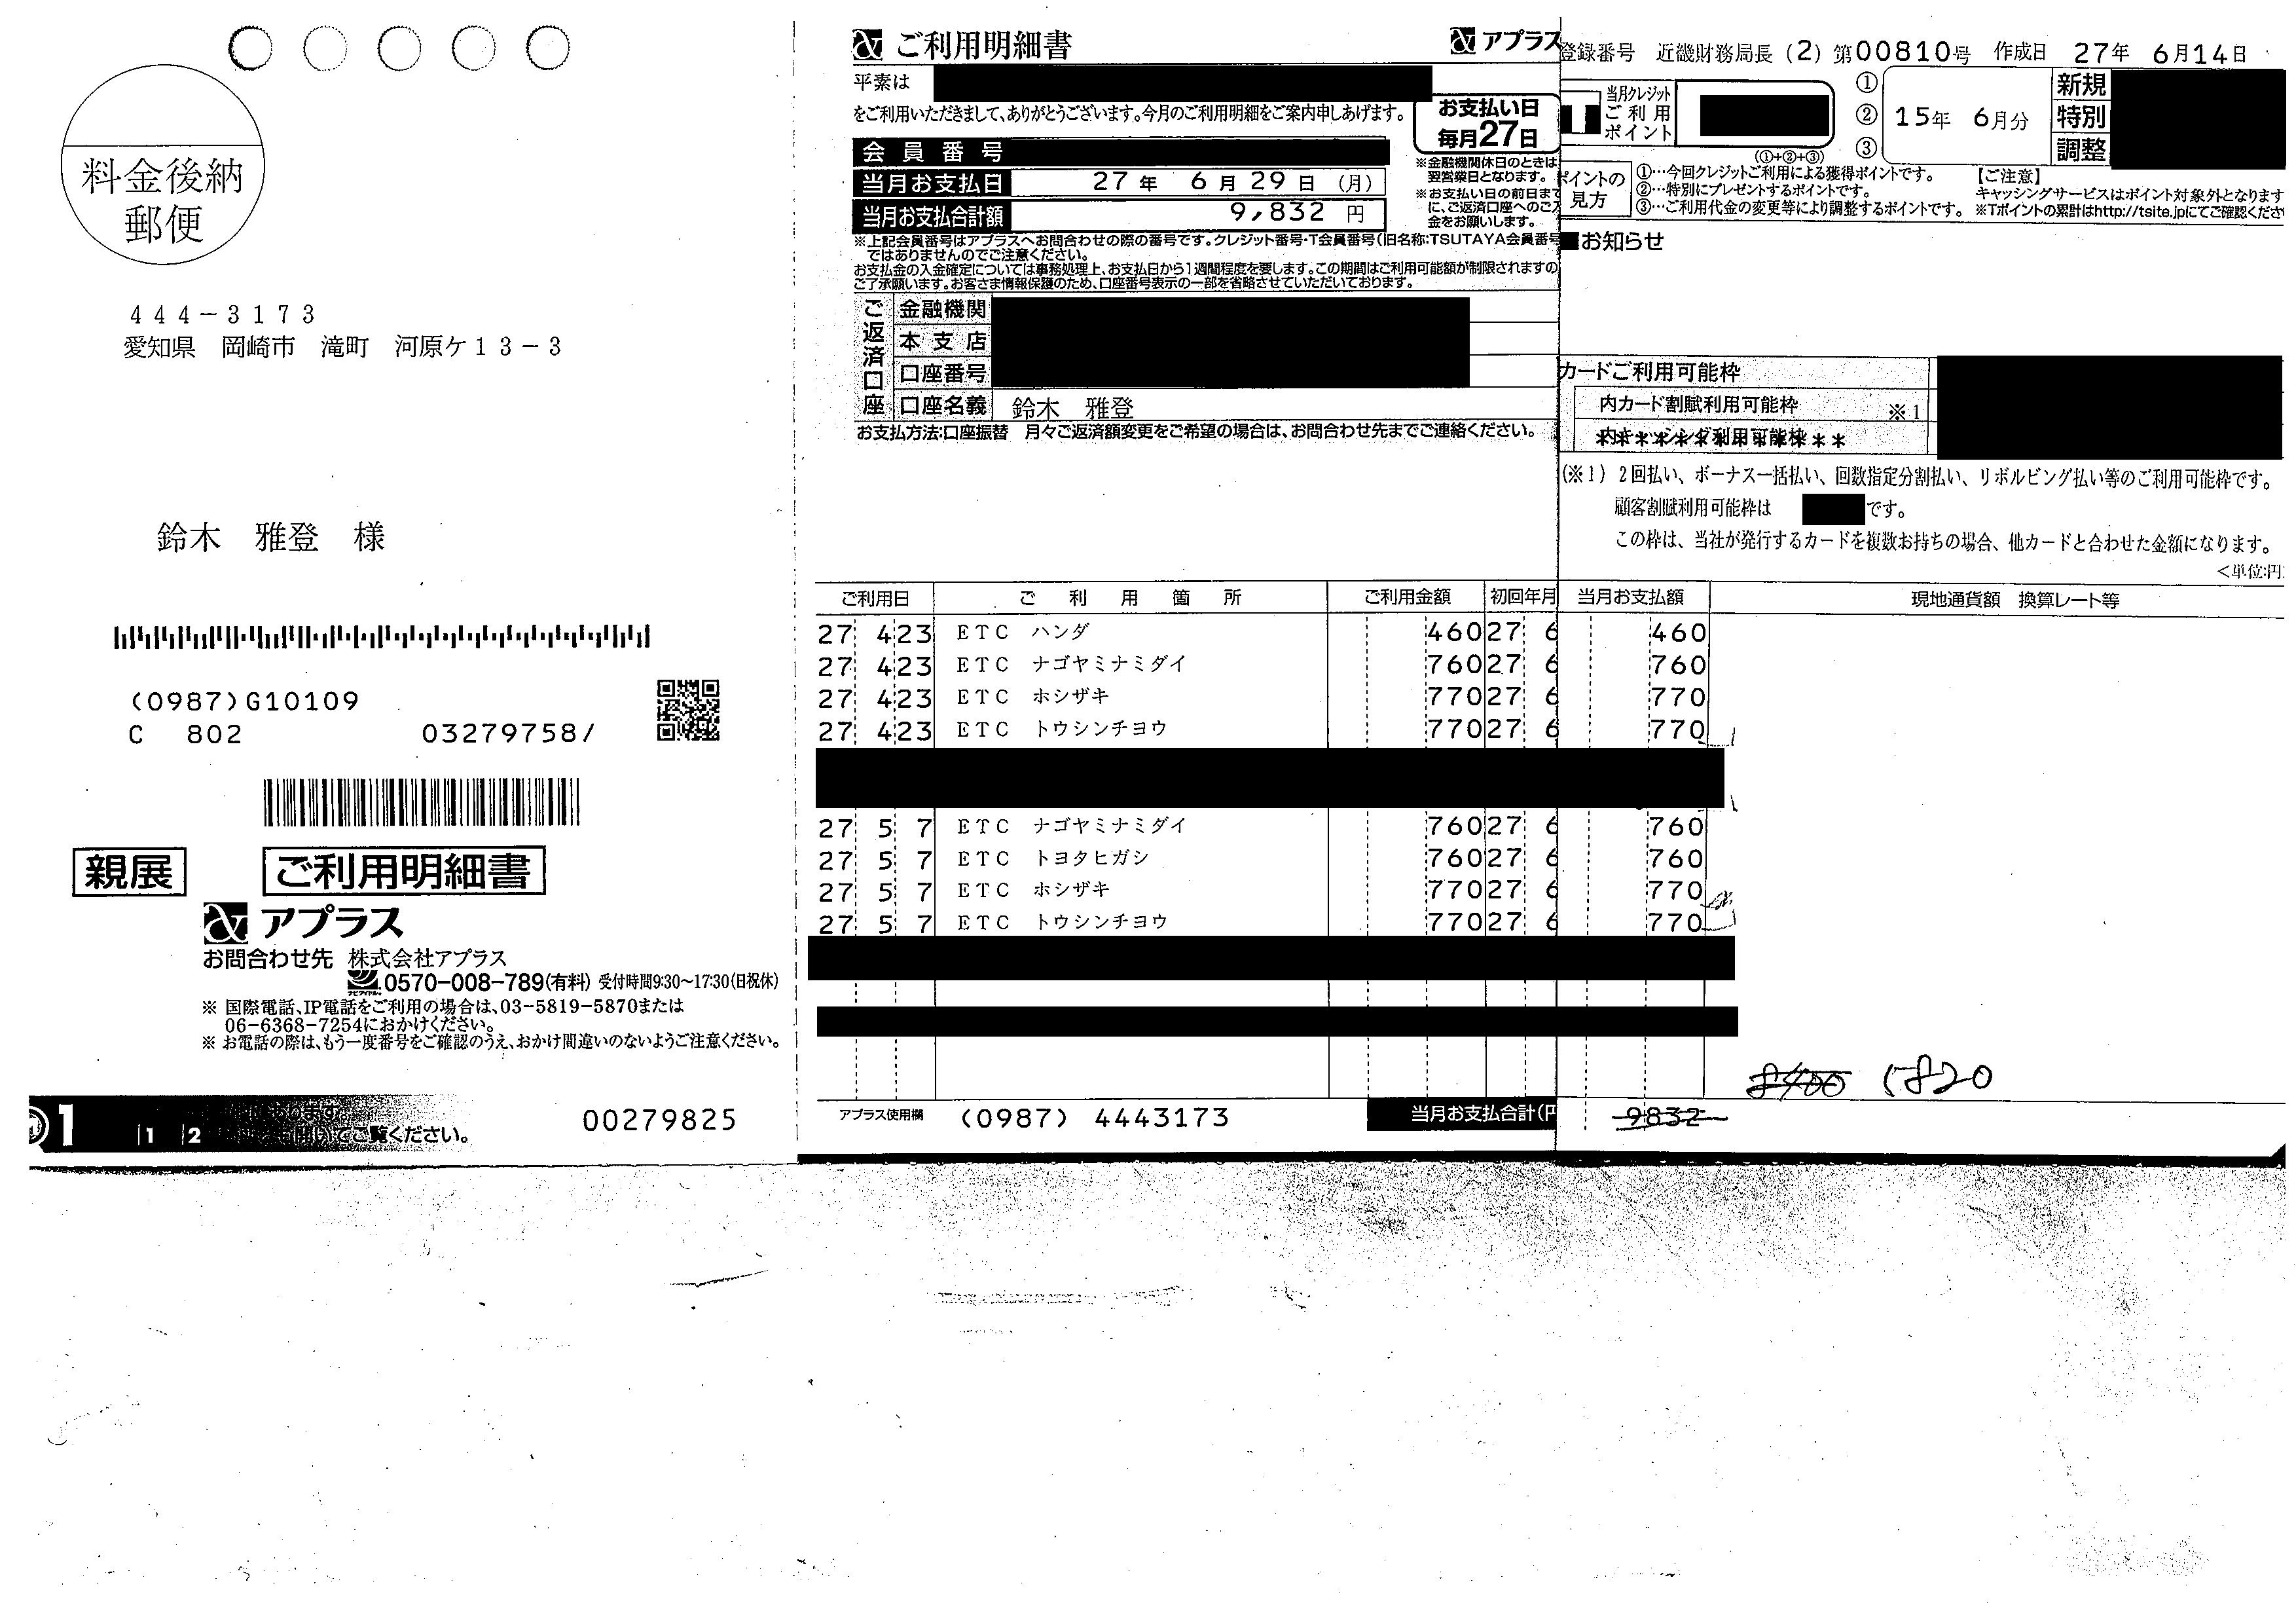 料金後納
郵便
444-3173
愛知県 岡崎市 滝町 河原ケ13-3
鈴木 雅登 様
(0987)G10109
C 802 03279758/
親展 ご利用明細書
アプラス
お問合わせ先 株式会社アプラス
0570-008-789(有料) 受付時間9:30~17:30(日祝休)
※ 国際電話、IP電話をご利用の場合は、03-5819-5870または
06-6368-7254におかけください。
※ お電話の際は、もう一度番号をご確認のうえ、おかけ間違いのないようご注意ください。
1 1 2 開いてご覧ください。 00279825
ご利用明細書 アプラス
平素は
をご利用いただきまして、ありがとうございます。今月のご利用明細をご案内申しあげます。
お支払い日
毎月27日
会員番号
当月お支払日 27年 6月29日 (月)
当月お支払合計額 9,832 円
※金融機関休日のときは
翌営業日となります。
※お支払い日の前日まで
に、ご返済口座へのご入
金をお願いします。
※上記会員番号はアプラスへお問合わせの際の番号です。クレジット番号・T会員番号(旧名称:TSUTAYA会員番号
ではありませんのでご注意ください。
お支払金の入金確定については事務処理上、お支払日から1週間程度を要します。この期間はご利用可能額が制限されますの
ご了承願います。お客さま情報保護のため、口座番号表示の一部を省略させていただいております。
ご返済口座
金融機関
本支店
口座番号
口座名義 鈴木 雅登
お支払方法:口座振替 月々ご返済額変更をご希望の場合は、お問合わせ先までご連絡ください。
登録番号 近畿財務局長(2)第00810号 作成日 27年 6月14日
当月クレジット
ご利用
ポイント
(①+②+③)
① ② ③
15年 6月分
新規
特別
調整
ポイントの
見方
①…今回クレジットご利用による獲得ポイントです。
②…特別にプレゼントするポイントです。
③…ご利用代金の変更等により調整するポイントです。
【ご注意】
キャッシングサービスはポイント対象外となります
※Tポイントの累計はhttp://tsite.jpにてご確認くださ
■お知らせ
カードご利用可能枠
内カード割賦利用可能枠 ※1
内キャッシング利用可能枠
(※1) 2回払い、ボーナス一括払い、回数指定分割払い、リボルビング払い等のご利用可能枠です。
顧客割賦利用可能枠は です。
この枠は、当社が発行するカードを複数お持ちの場合、他カードと合わせた金額になります。
<単位:円
ご利用日 ご利用箇所 ご利用金額 初回年月 当月お支払額 現地通貨額 換算レート等
27 4 23 ETC ハンダ 460 27 6 460
27 4 23 ETC ナゴヤミナミダイ 760 27 6 760
27 4 23 ETC ホシザキ 770 27 6 770
27 4 23 ETC トウシンチヨウ 770 27 6 770
27 5 7 ETC ナゴヤミナミダイ 760 27 6 760
27 5 7 ETC トヨタヒガシ 760 27 6 760
27 5 7 ETC ホシザキ 770 27 6 770
27 5 7 ETC トウシンチヨウ 770 27 6 770
5820
アプラス使用欄 (0987) 4443173 当月お支払合計(円 9832